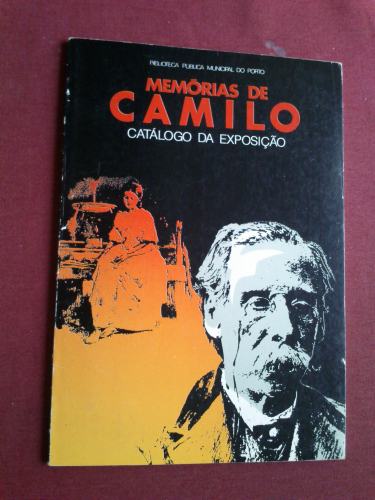 BIBLIOTECA PÚBLICA MUNICIPAL DO PORTO
MEMÓRIAS DE
CAMILO
CATÁLOGO DA EXPOSIÇÃO